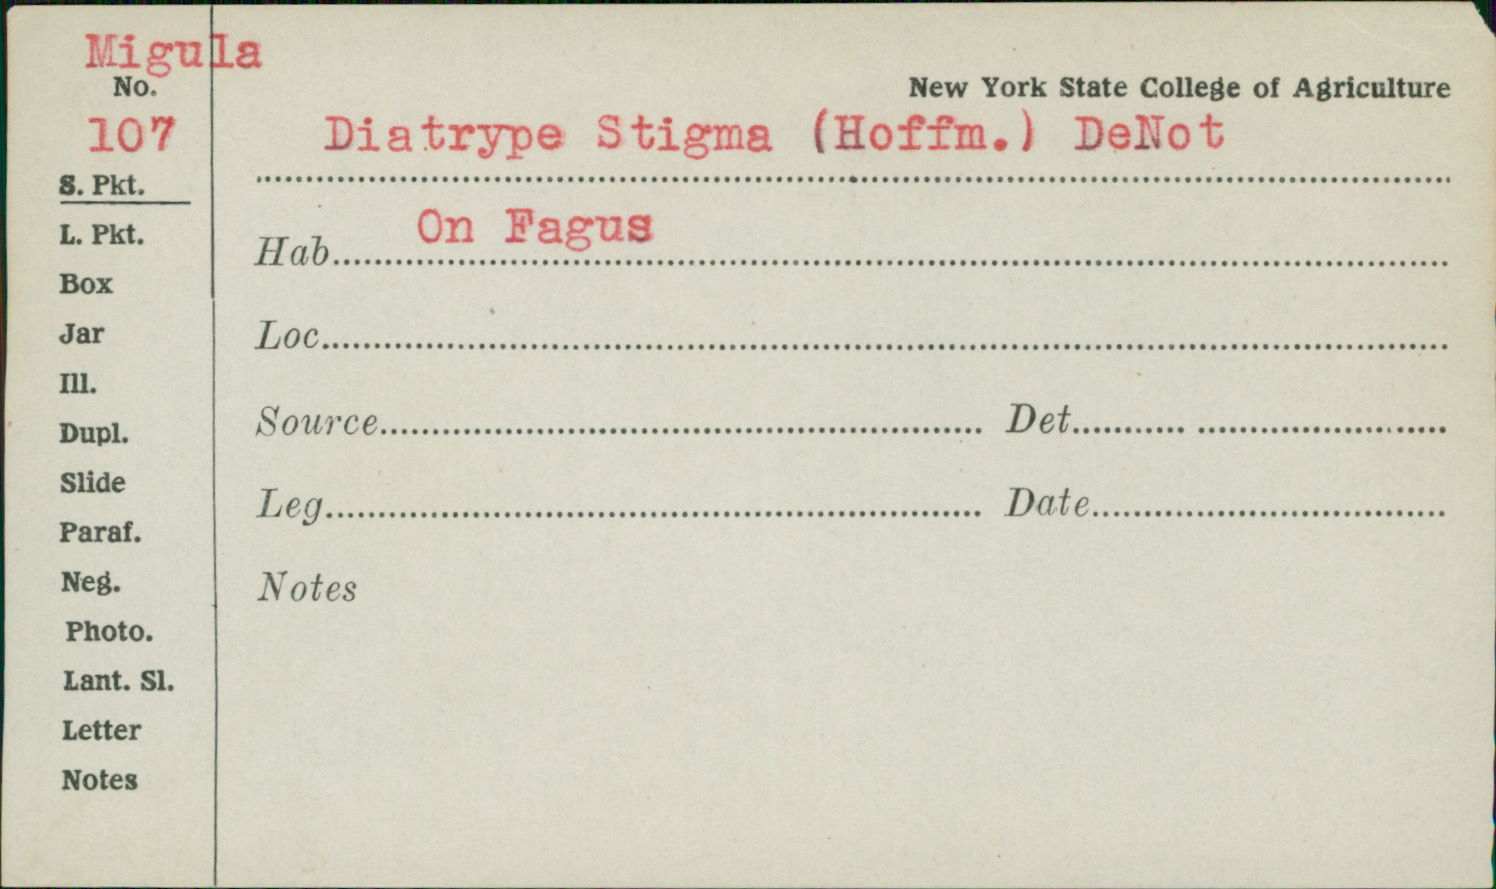 Migula
No.
107
New York State College of Agriculture
Diatrype Stigma (Hoffm.) DeNot
S. Pkt.
L. Pkt.
Box
Jar
Ill.
Dupl.
Slide
Paraf.
Neg.
Photo.
Lant. Sl.
Letter
Notes
Hab. On Fagus
Loc.
Source Det.
Leg. Date
Notes